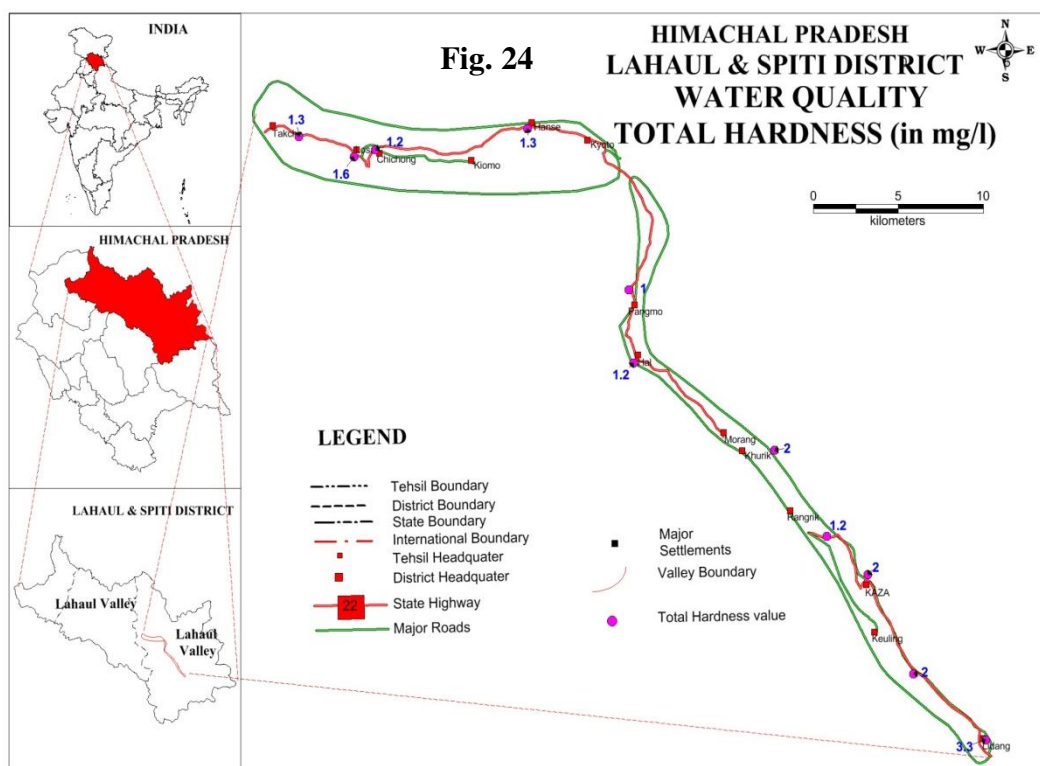 INDIA
Fig. 24
HIMACHAL PRADESH
LAHAUL & SPITI DISTRICT
WATER QUALITY
TOTAL HARDNESS (in mg/l)
N
W
E
S
0
5
10
kilometers
1.3
Takch
1.2
1.6
Chichong
Kiomo
Hanse
1.3
Kyoto
HIMACHAL PRADESH
1
Pangmo
Hal
1.2
Morang
Khurik
2
Rangrik
1.2
2
KAZA
Keuling
2
3.3
Lidang
LAHAUL & SPITI DISTRICT
Lahaul Valley
Lahaul
Valley
LEGEND
Tehsil Boundary
District Boundary
State Boundary
International Boundary
Tehsil Headquater
District Headquater
22
State Highway
Major Roads
Major
Settlements
Valley Boundary
Total Hardness value